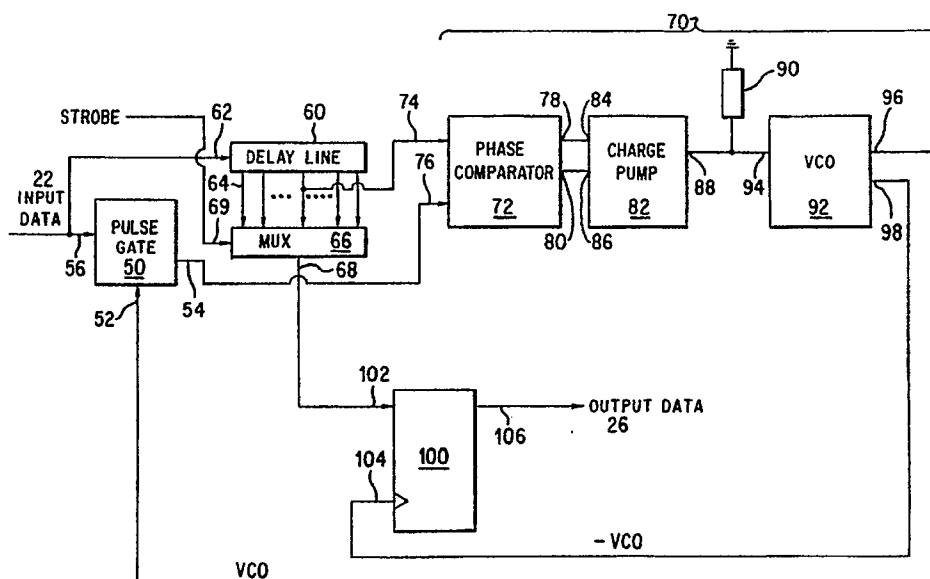 70
90
STROBE
62
60
74
78
84
96
DELAY LINE
PHASE COMPARATOR
72
CHARGE PUMP
82
VCO
92
22
INPUT DATA
64
76
88
94
98
69
MUX
66
80
86
PULSE GATE
50
56
54
68
52
102
OUTPUT DATA
26
106
100
104
-VCO
VCO